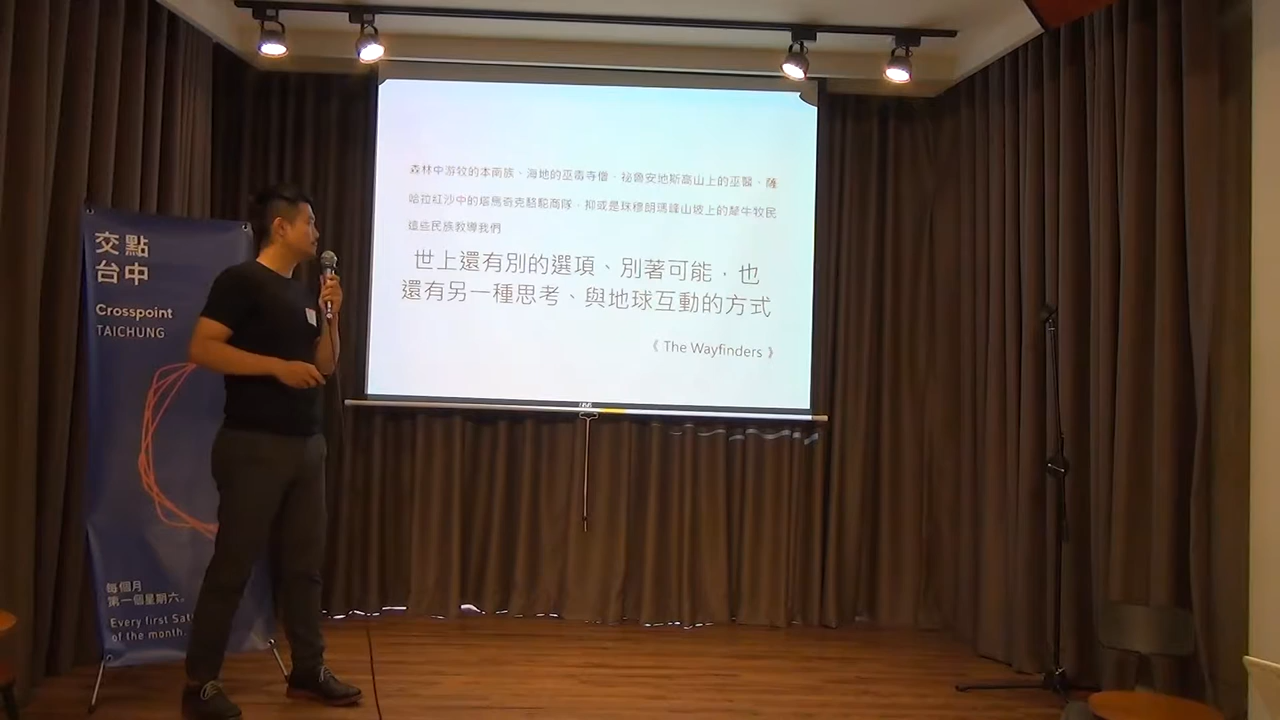 交點
台中
Crosspoint
TAICHUNG
每個月
第一個星期六。
Every first Sat
of the month.
森林中游牧的本南族、海地的巫毒寺僧、祕魯安地斯高山上的巫醫、薩
哈拉紅沙中的塔烏奇克駱駝商隊，抑或是珠穆朗瑪峰山坡上的犛牛牧民
這些民族教導我們
世上還有別的選項、別著可能，也
還有另一種思考、與地球互動的方式
《 The Wayfinders 》